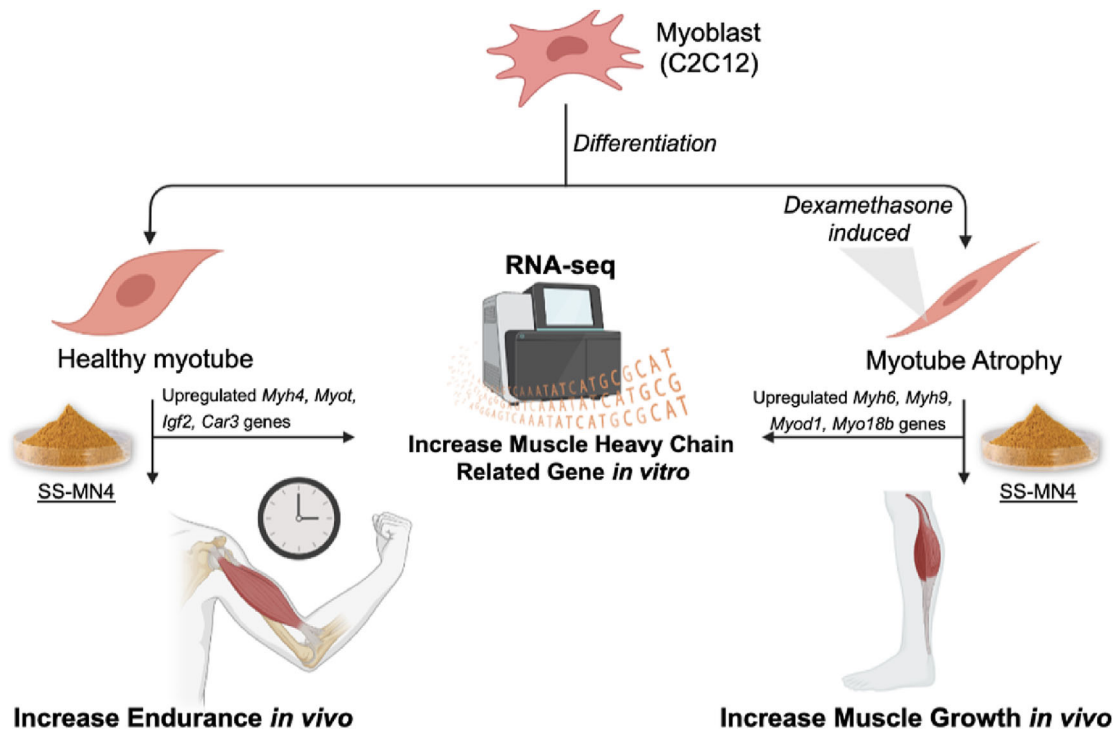 Myoblast
(C2C12)
Differentiation
Dexamethasone
induced
RNA-seq
Healthy myotube
Myotube Atrophy
Upregulated Myh4, Myot,
Igf2, Car3 genes
SS-MN4
Increase Muscle Heavy Chain
Related Gene in vitro
Upregulated Myh6, Myh9,
Myod1, Myo18b genes
SS-MN4
Increase Endurance in vivo
Increase Muscle Growth in vivo